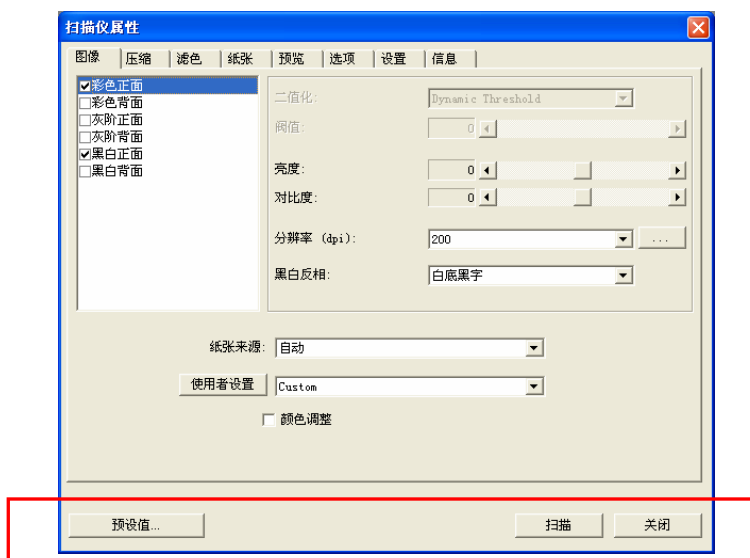 扫描仪属性
图像 压缩 滤色 纸张 预览 选项 设置 信息
彩色正面
彩色背面
灰阶正面
灰阶背面
黑白正面
黑白背面
二值化: Dynamic Threshold
阈值: 0
亮度: 0
对比度: 0
分辨率 (dpi): 200 ...
黑白反相: 白底黑字
纸张来源: 自动
使用者设置 Custom
颜色调整
预设值... 扫描 关闭